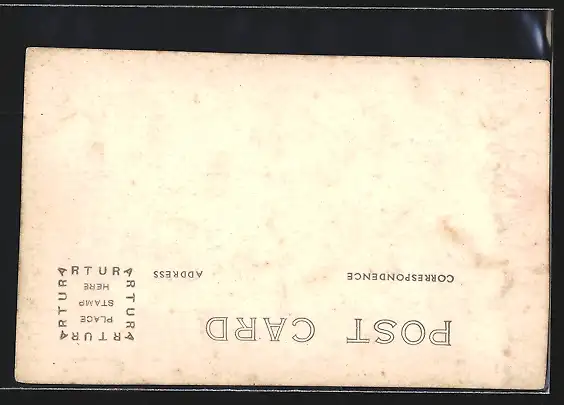 POST CARD
CORRESPONDENCE
ADDRESS
ARTURA
PLACE
STAMP
HERE
ARTURA
ARTURA
ARTURA